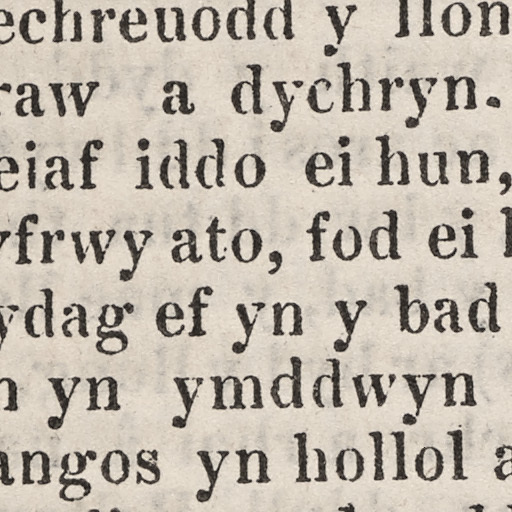 echreuodd y llon
raw a dychryn.
eiaf iddo ei hun,
yfrwy ato, fod ei
ydag ef yn y bad
n yn ymddwyn
angos yn hollol a